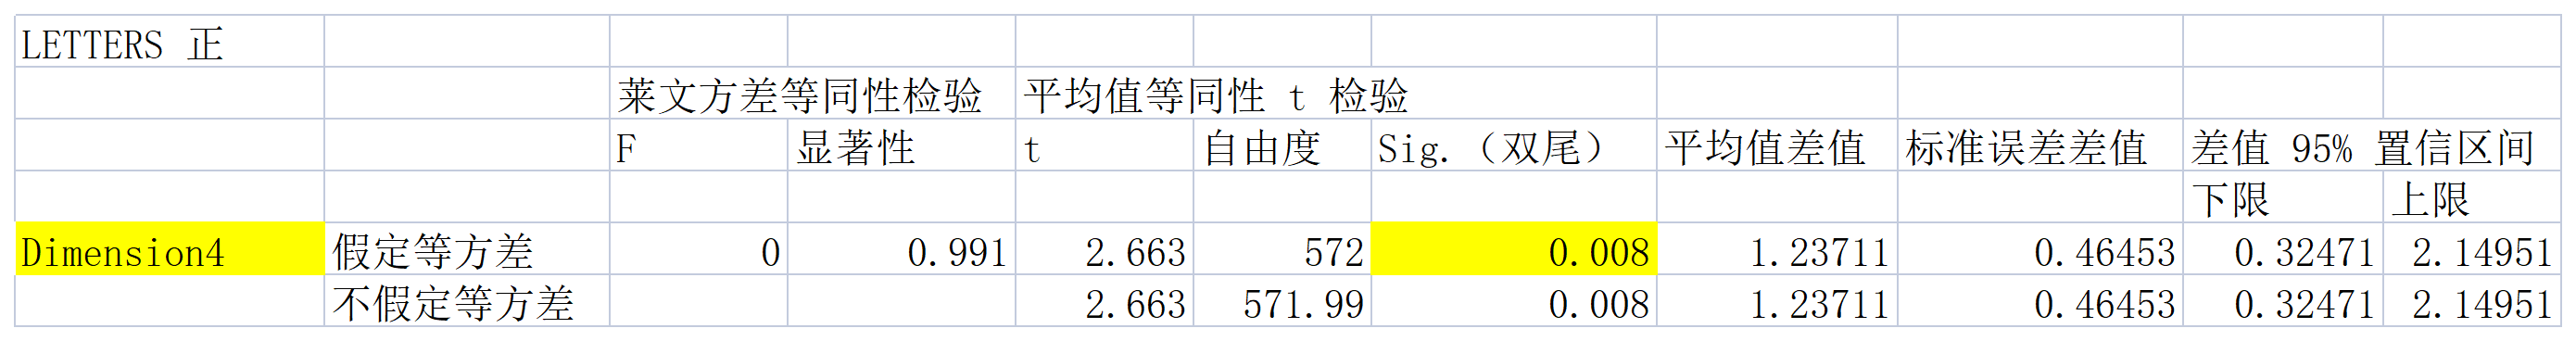 LETTERS 正
莱文方差等同性检验 平均值等同性 t 检验
F 显著性 t 自由度 Sig.（双尾） 平均值差值 标准误差差值 差值 95% 置信区间
下限 上限
Dimension4 假定等方差 0 0.991 2.663 572 0.008 1.23711 0.46453 0.32471 2.14951
不假定等方差 2.663 571.99 0.008 1.23711 0.46453 0.32471 2.14951